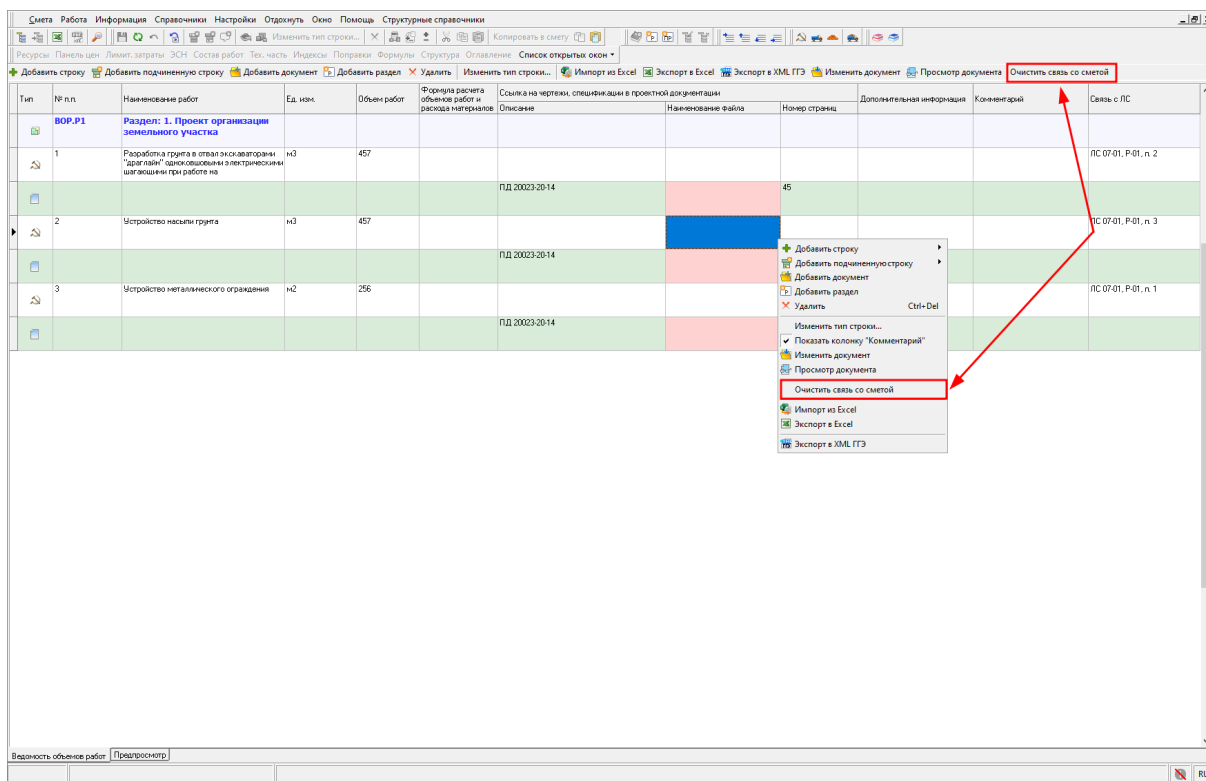 Смета Работа Информация Справочники Настройки Отдохнуть Окно Помощь Структурные справочники
Изменить тип строки... Копировать в смету
Ресурсы Панель цен Лимит. затраты ЭСН Состав работ Тех. часть Индексы Поправки Формулы Структура Оглавление Список открытых окон
Добавить строку Добавить подчиненную строку Добавить документ Добавить раздел Удалить Изменить тип строки... Импорт из Excel Экспорт в Excel Экспорт в XML ГГЭ Изменить документ Просмотр документа Очистить связь со сметой
Тип № п.п. Наименование работ Ед. изм. Объем работ Формула расчета объемов работ и расхода материалов Ссылка на чертежи, спецификации в проектной документации Дополнительная информация Комментарий Связь с ЛС
Описание Наименование файла Номер страниц
ВОР.Р1 Раздел: 1. Проект организации
земельного участка
1 Разработка грунта в отвал экскаваторами м3 457 ЛС 07-01, Р-01, п. 2
"драглайн" одноковшовыми электрическими
шагающими при работе на
ПД 20023-20-14 45
2 Устройство насыпи грунта м3 457 ЛС 07-01, Р-01, п. 3
ПД 20023-20-14
3 Устройство металлического ограждения м2 256 ЛС 07-01, Р-01, п. 1
ПД 20023-20-14
Добавить строку
Добавить подчиненную строку
Добавить документ
Добавить раздел
Удалить Ctrl+Del
Изменить тип строки...
Показать колонку "Комментарий"
Изменить документ
Просмотр документа
Очистить связь со сметой
Импорт из Excel
Экспорт в Excel
Экспорт в XML ГГЭ
Ведомость объемов работ Предпросмотр